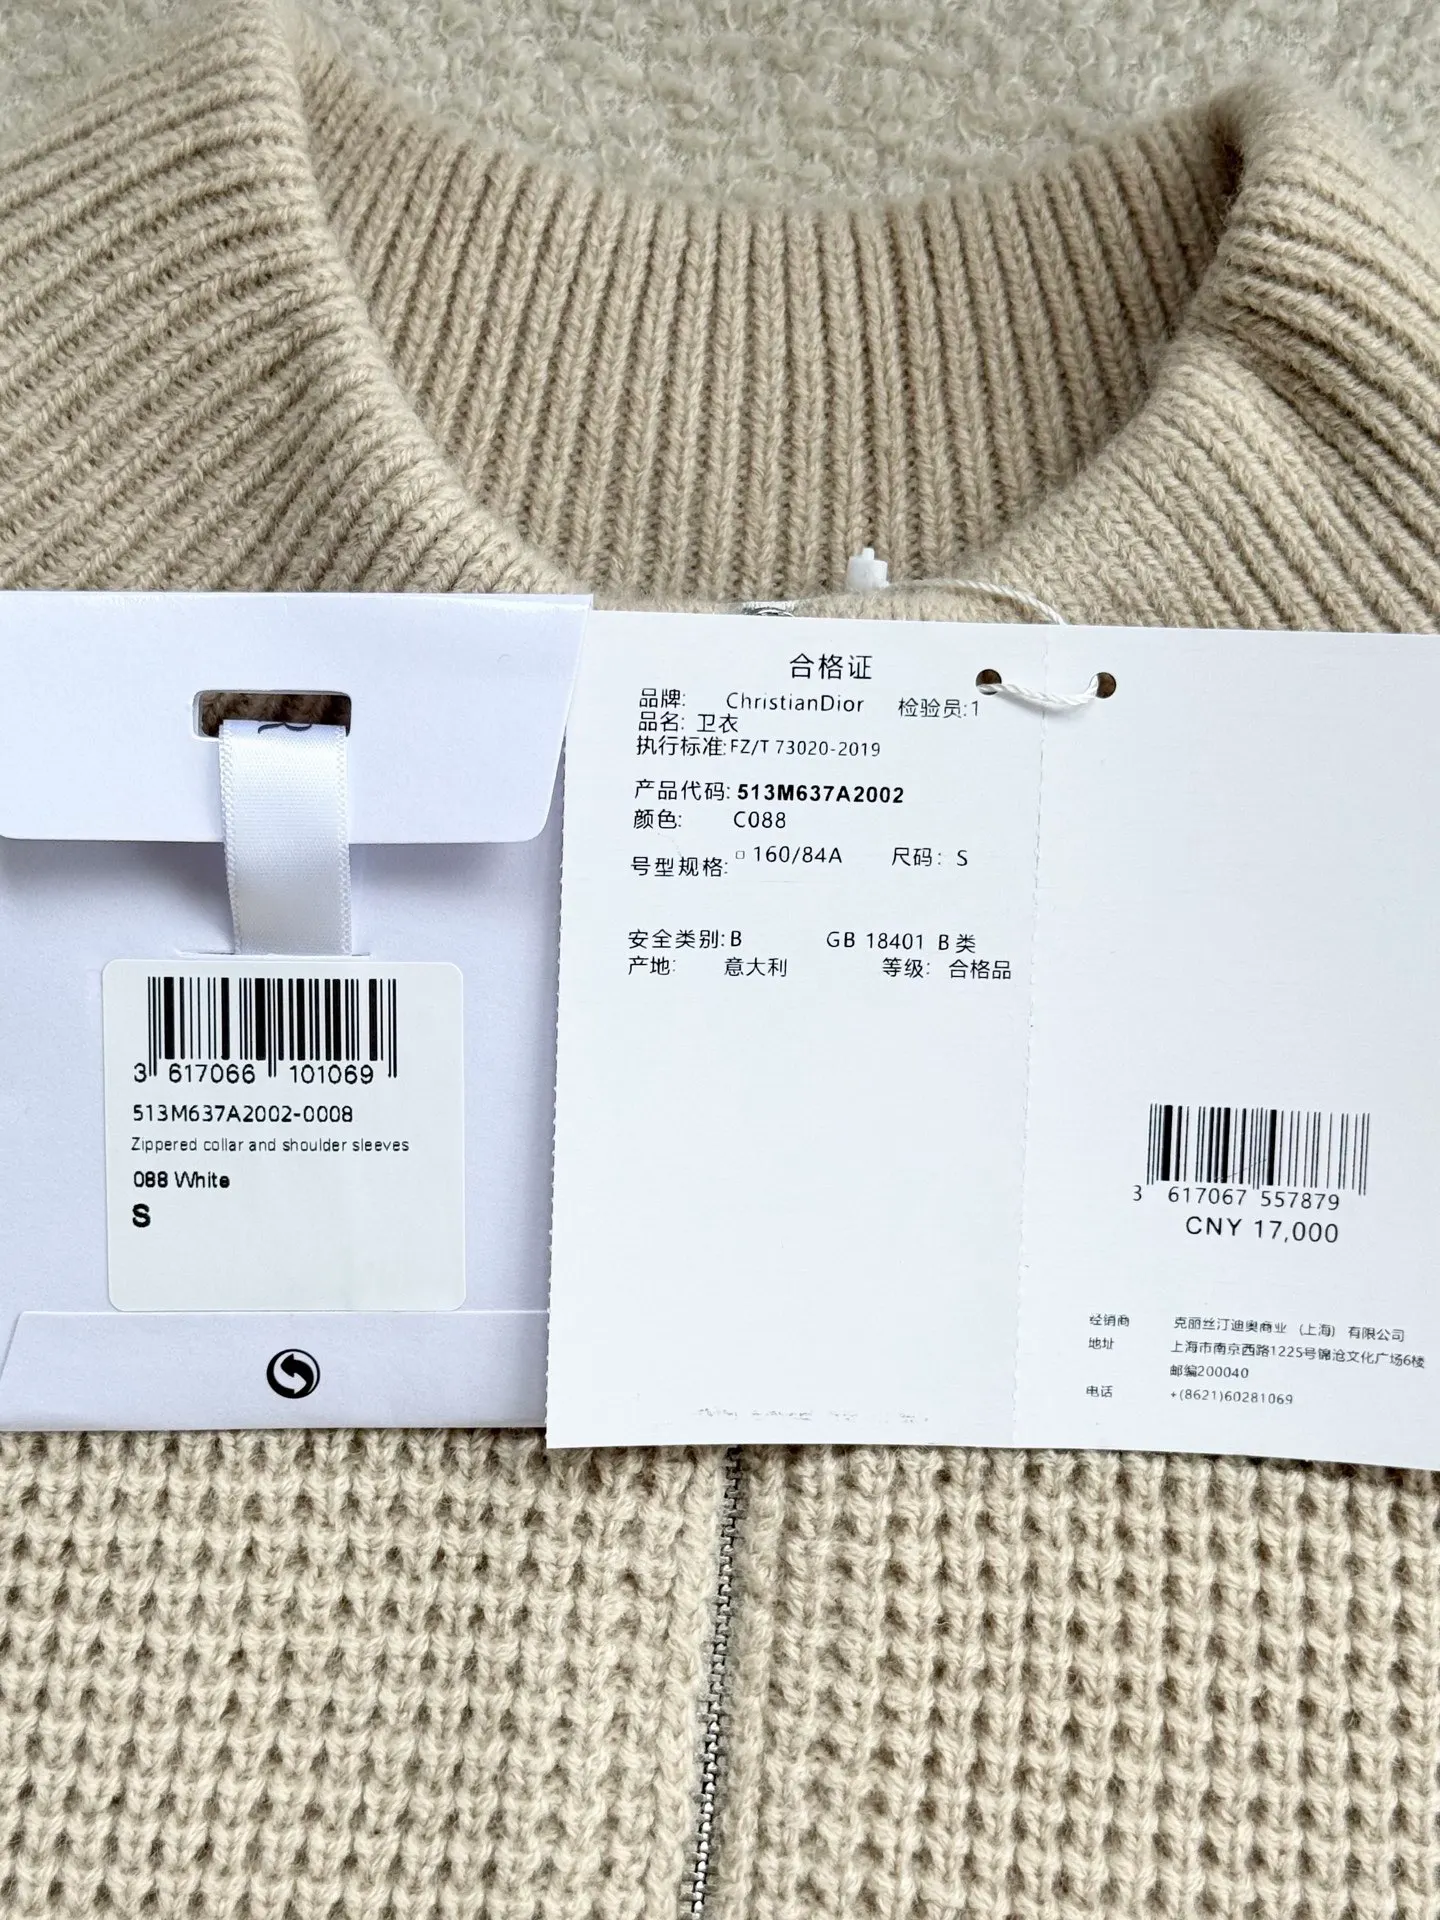 合格证
品牌: ChristianDior 检验员:1
品名: 卫衣
执行标准:FZ/T 73020-2019
产品代码: 513M637A2002
颜色: C088
号型规格: 160/84A 尺码: S
安全类别: B GB 18401 B 类
产地: 意大利 等级: 合格品
3 617066 101069
513M637A2002-0008
Zippered collar and shoulder sleeves
088 White
S
3 617067 557879
CNY 17,000
经销商 克丽丝汀迪奥商业 (上海) 有限公司
地址 上海市南京西路1225号锦沧文化广场6楼
邮编200040
电话 +(8621)60281069